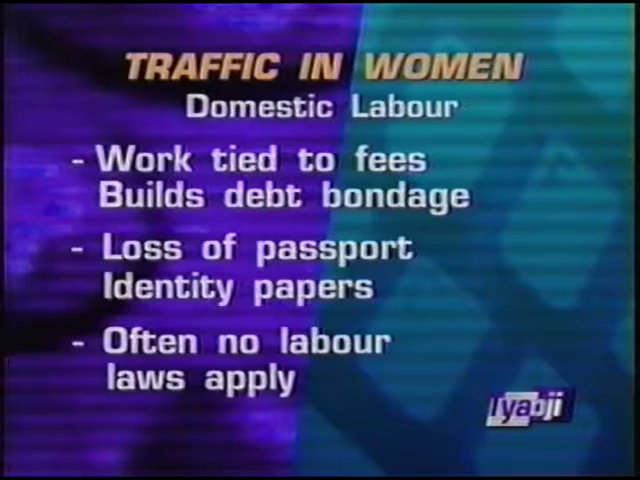 TRAFFIC IN WOMEN
Domestic Labour
- Work tied to fees
Builds debt bondage
- Loss of passport
Identity papers
- Often no labour
laws apply
Tyabji